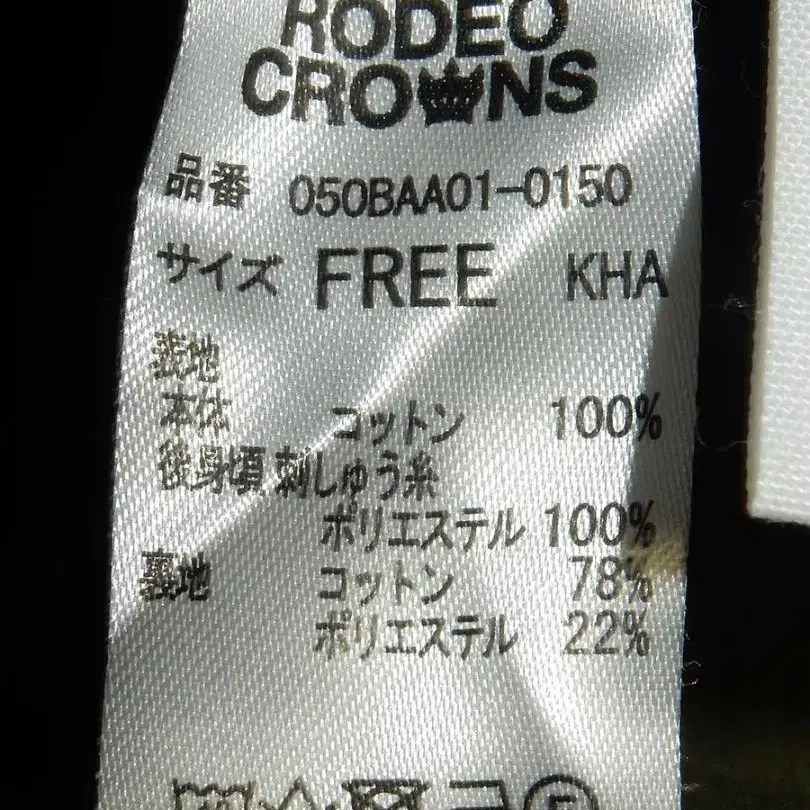 RODEO
CROWNS
品番 050BAA01-0150
サイズ FREE KHA
表地
本体 コットン 100%
後身頃 刺しゅう糸
ポリエステル 100%
裏地 コットン 78%
ポリエステル 22%